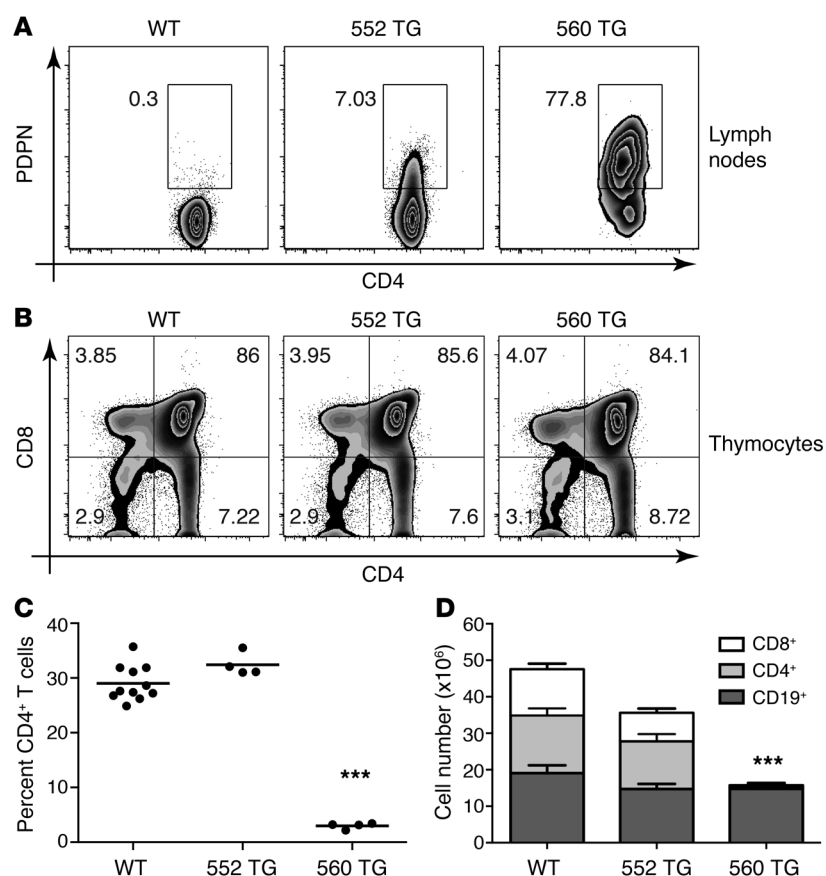 A
WT
552 TG
560 TG
PDPN
0.3
7.03
77.8
Lymph
nodes
CD4
B
WT
552 TG
560 TG
CD8
3.85
86
3.95
85.6
4.07
84.1
Thymocytes
2.9
7.22
2.9
7.6
3.1
8.72
CD4
C
Percent CD4⁺ T cells
40
30
20
10
0
***
WT
552 TG
560 TG
D
Cell number (x10⁶)
60
50
40
30
20
10
0
CD8⁺
CD4⁺
CD19⁺
***
WT
552 TG
560 TG